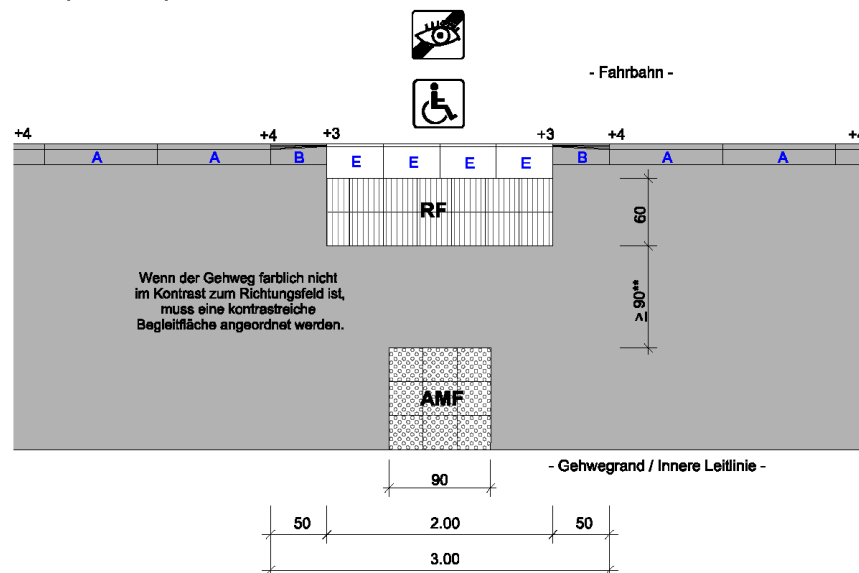 - Fahrbahn -
+4
+4
+3
+3
+4
+4
A
A
B
E
E
E
E
B
A
A
RF
60
Wenn der Gehweg farblich nicht
im Kontrast zum Richtungsfeld ist,
muss eine kontrastreiche
Begleitfläche angeordnet werden.
≥ 90**
AMF
- Gehwegrand / Innere Leitlinie -
90
50
2.00
50
3.00